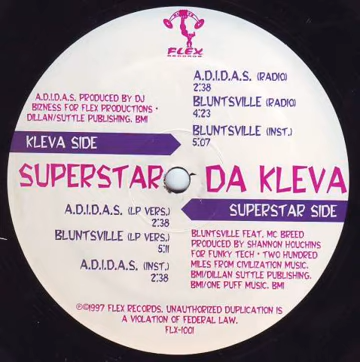 FLEX
RECORDS
A.D.I.D.A.S. (RADIO)
2:38
BLUNTSVILLE (RADIO)
4:23
BLUNTSVILLE (INST.)
5:07
A.D.I.D.A.S. PRODUCED BY DJ
BIZNESS FOR FLEX PRODUCTIONS •
DILLAN/SUTTLE PUBLISHING. BMI
KLEVA SIDE
SUPERSTAR DA KLEVA
SUPERSTAR SIDE
A.D.I.D.A.S. (LP VERS.)
2:38
BLUNTSVILLE (LP VERS.)
5:11
A.D.I.D.A.S. (INST.)
2:38
BLUNTSVILLE FEAT. MC BREED
PRODUCED BY SHANNON HOUCHINS
FOR FUNKY TECH • TWO HUNDRED
MILES FROM CIVILIZATION MUSIC.
BMI/DILLAN SUTTLE PUBLISHING.
BMI/ONE PUFF MUSIC. BMI
℗©1997 FLEX RECORDS. UNAUTHORIZED DUPLICATION IS
A VIOLATION OF FEDERAL LAW.
FLX-1001